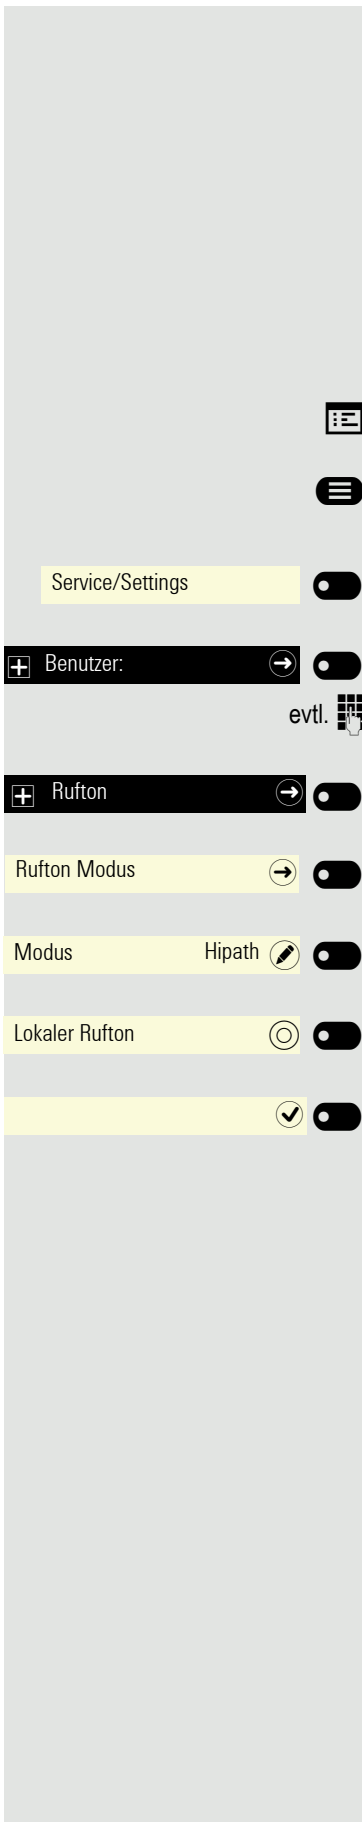 Service/Settings
Benutzer:
evtl.
Rufton
Rufton Modus
Modus Hipath
Lokaler Rufton